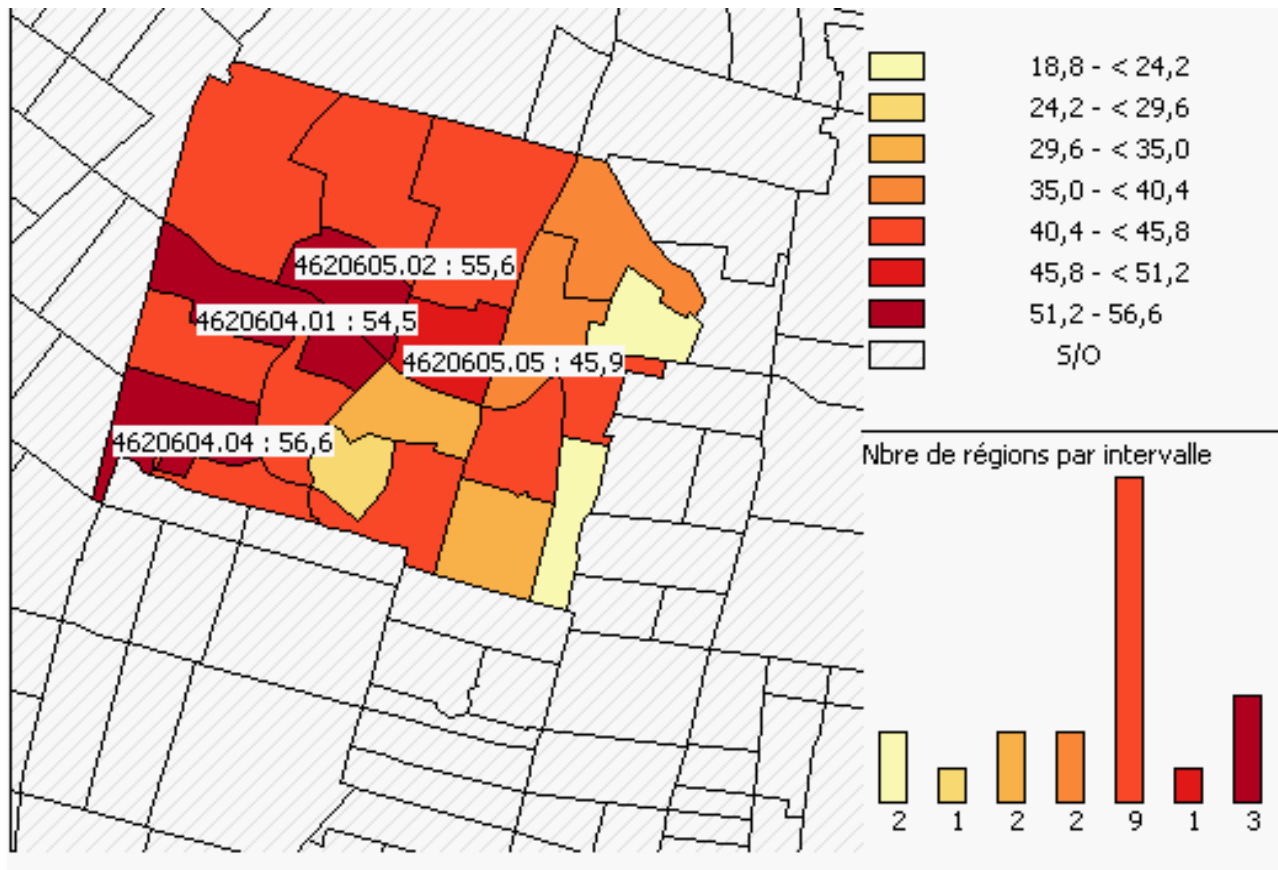 4620605.02 : 55,6
4620604.01 : 54,5
4620605.05 : 45,9
4620604.04 : 56,6
18,8 - < 24,2
24,2 - < 29,6
29,6 - < 35,0
35,0 - < 40,4
40,4 - < 45,8
45,8 - < 51,2
51,2 - 56,6
S/O
Nbre de régions par intervalle
2 1 2 2 9 1 3